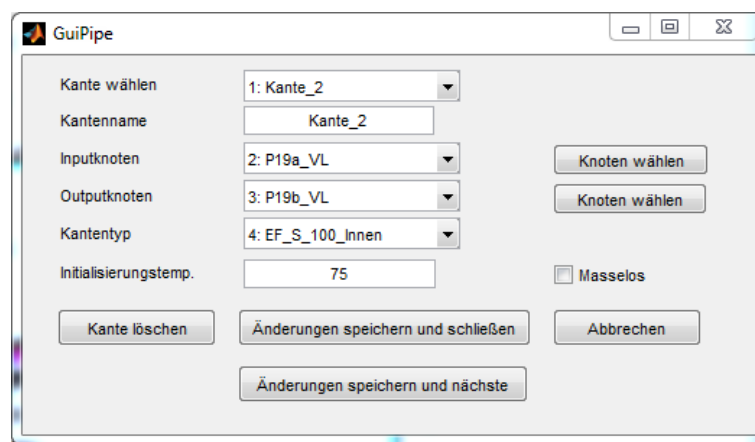 GuiPipe
Kante wählen 1: Kante_2
Kantenname Kante_2
Inputknoten 2: P19a_VL Knoten wählen
Outputknoten 3: P19b_VL Knoten wählen
Kantentyp 4: EF_S_100_Innen
Initialisierungstemp. 75 Masselos
Kante löschen Änderungen speichern und schließen Abbrechen
Änderungen speichern und nächste